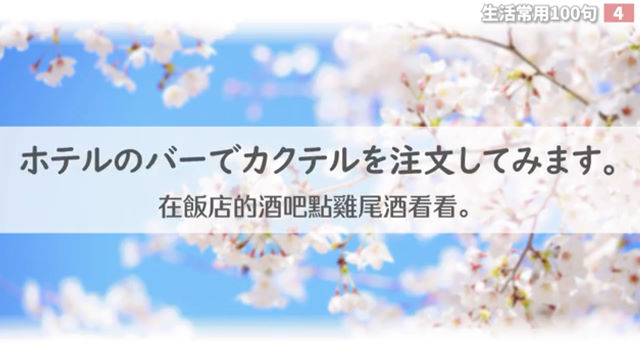 生活常用100句 4
ホテルのバーでカクテルを注文してみます。
在飯店的酒吧點雞尾酒看看。